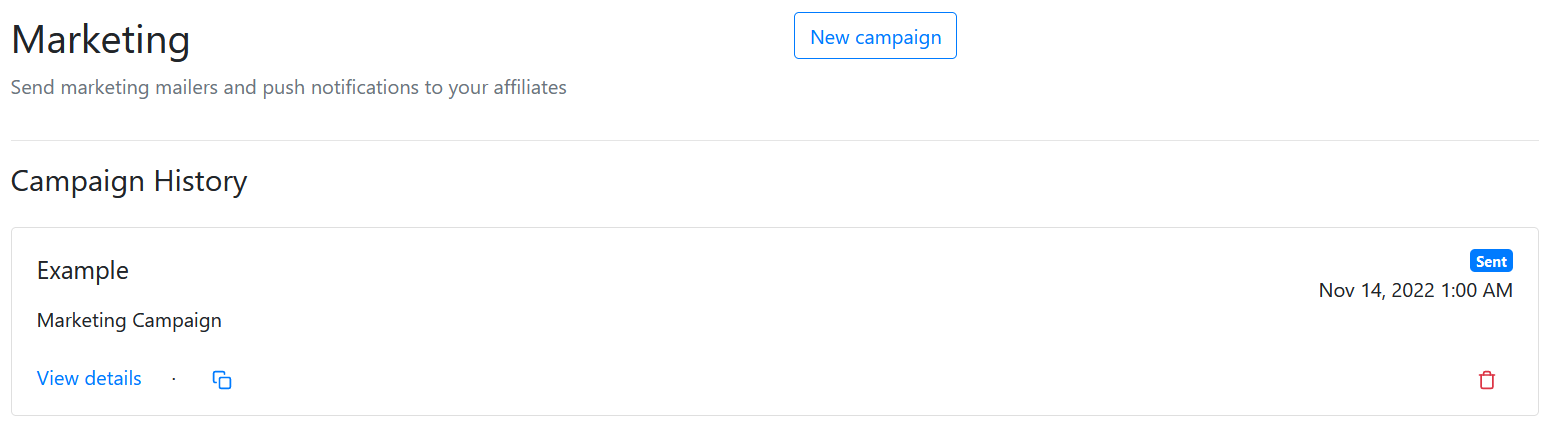 Marketing
New campaign
Send marketing mailers and push notifications to your affiliates
Campaign History
Example
Sent
Nov 14, 2022 1:00 AM
Marketing Campaign
View details ·